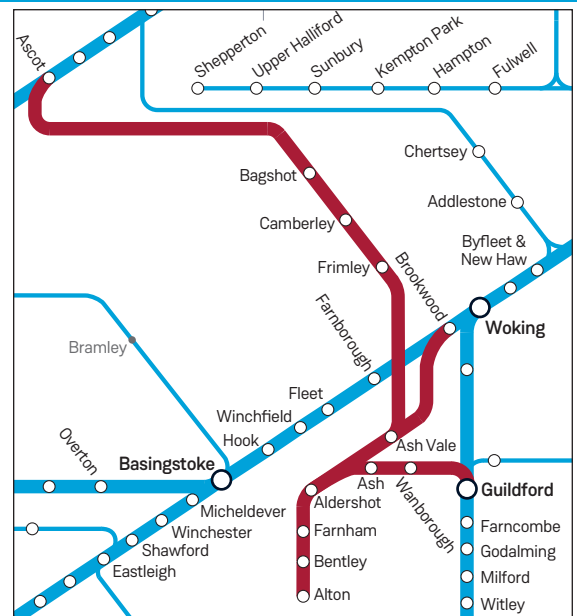 Ascot
Shepperton
Upper Halliford
Sunbury
Kempton Park
Hampton
Fulwell
Chertsey
Bagshot
Addlestone
Camberley
Byfleet &
New Haw
Frimley
Brookwood
Woking
Farnborough
Bramley
Fleet
Winchfield
Hook
Overton
Basingstoke
Ash Vale
Ash
Wanborough
Guildford
Aldershot
Micheldever
Winchester
Shawford
Eastleigh
Farnham
Bentley
Alton
Farncombe
Godalming
Milford
Witley